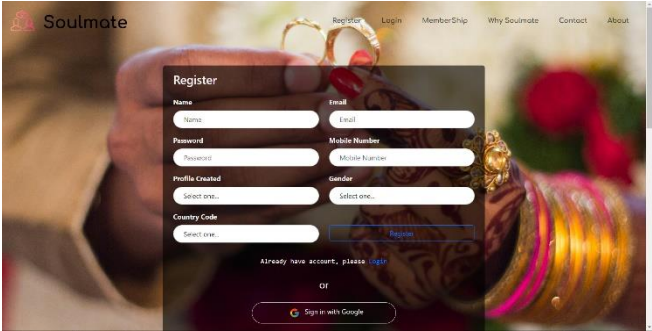 Soulmate
Register Login MemberShip Why Soulmate Contact About
Register
Name Email
Name Email
Password Mobile Number
Password Mobile Number
Profile Created Gender
Select one... Select one...
Country Code
Select one... Register
Already have account, please Login
or
Sign in with Google